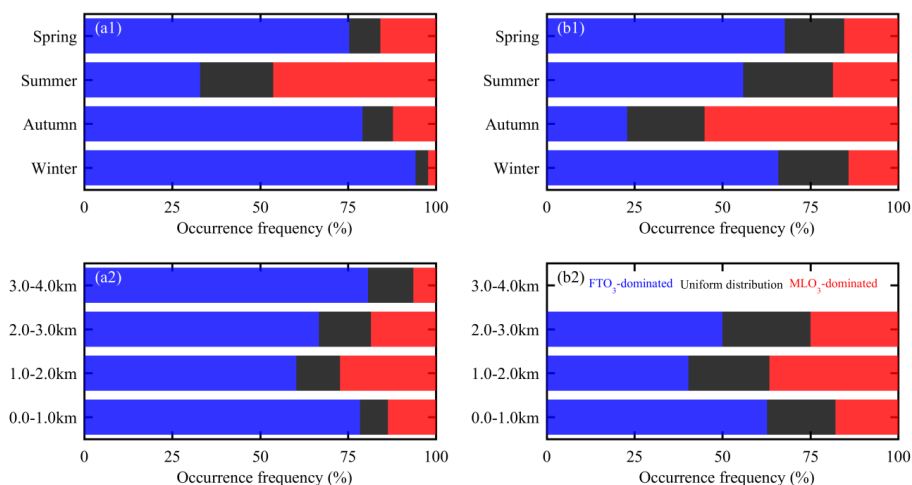 (a1)
Spring
Summer
Autumn
Winter
0 25 50 75 100
Occurrence frequency (%)
(b1)
Spring
Summer
Autumn
Winter
0 25 50 75 100
Occurrence frequency (%)
(a2)
3.0-4.0km
2.0-3.0km
1.0-2.0km
0.0-1.0km
0 25 50 75 100
Occurrence frequency (%)
(b2) FTO₃-dominated Uniform distribution MLO₃-dominated
3.0-4.0km
2.0-3.0km
1.0-2.0km
0.0-1.0km
0 25 50 75 100
Occurrence frequency (%)